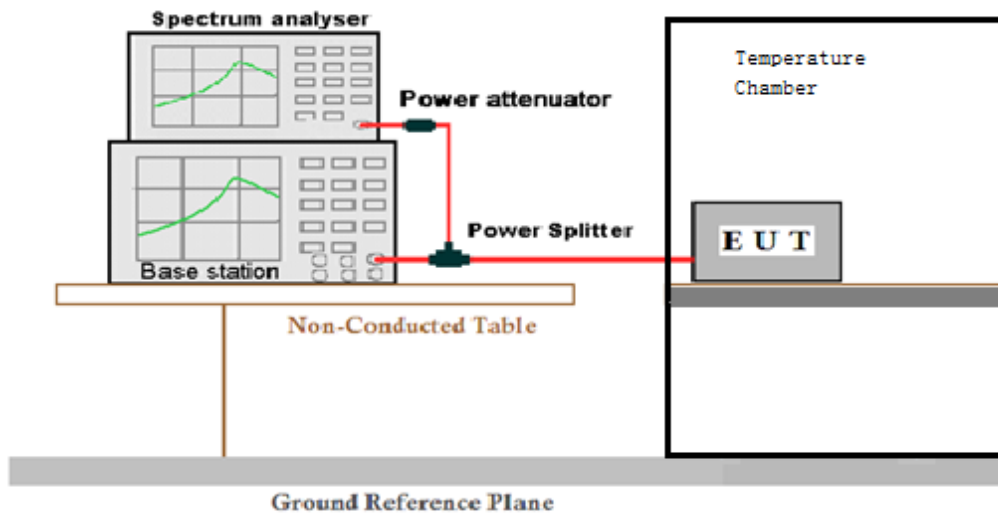 Spectrum analyser
Temperature
Chamber
Power attenuator
Power Splitter
E U T
Base station
Non-Conducted Table
Ground Reference Plane